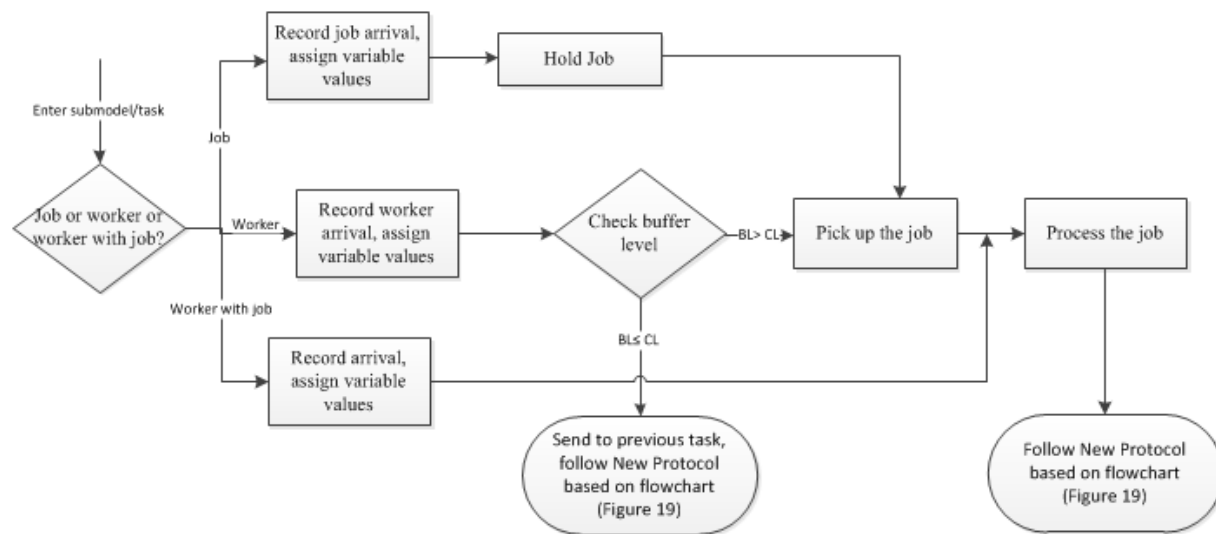 Record job arrival,
assign variable
values
Hold Job
Enter submodel/task
Job
Job or worker or
worker with job?
Worker
Record worker
arrival, assign
variable values
Check buffer
level
BL> CL
Pick up the job
Process the job
Worker with job
BL≤ CL
Record arrival,
assign variable
values
Send to previous task,
follow New Protocol
based on flowchart
(Figure 19)
Follow New Protocol
based on flowchart
(Figure 19)